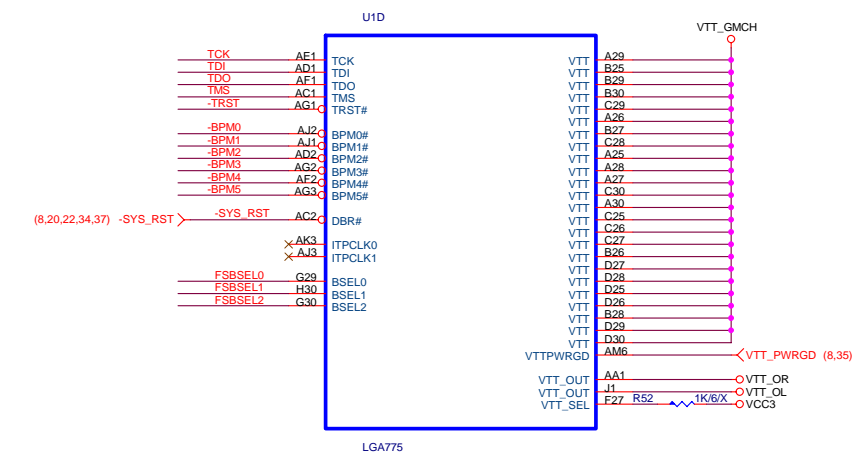 U1D
VTT_GMCH
TCK AE1 TCK VTT A29
TDI AD1 TDI VTT B25
TDO AF1 TDO VTT B29
TMS AC1 TMS VTT B30
-TRST AG1 TRST# VTT C29
VTT A26
-BPM0 AJ2 BPM0# VTT B27
-BPM1 AJ1 BPM1# VTT C28
-BPM2 AD2 BPM2# VTT A25
-BPM3 AG2 BPM3# VTT A28
-BPM4 AF2 BPM4# VTT A27
-BPM5 AG3 BPM5# VTT C30
VTT A30
(8,20,22,34,37) -SYS_RST -SYS_RST AC2 DBR# VTT C25
VTT C26
AK3 ITPCLK0 VTT C27
AJ3 ITPCLK1 VTT B26
VTT D27
FSBSEL0 G29 BSEL0 VTT D28
FSBSEL1 H30 BSEL1 VTT D25
FSBSEL2 G30 BSEL2 VTT D26
VTT B28
VTT D29
VTT D30
VTTPWRGD AM6 VTT_PWRGD (8,35)
VTT_OUT AA1 VTT_OR
VTT_OUT J1 VTT_OL
VTT_SEL F27 R52 1K/6/X VCC3
LGA775